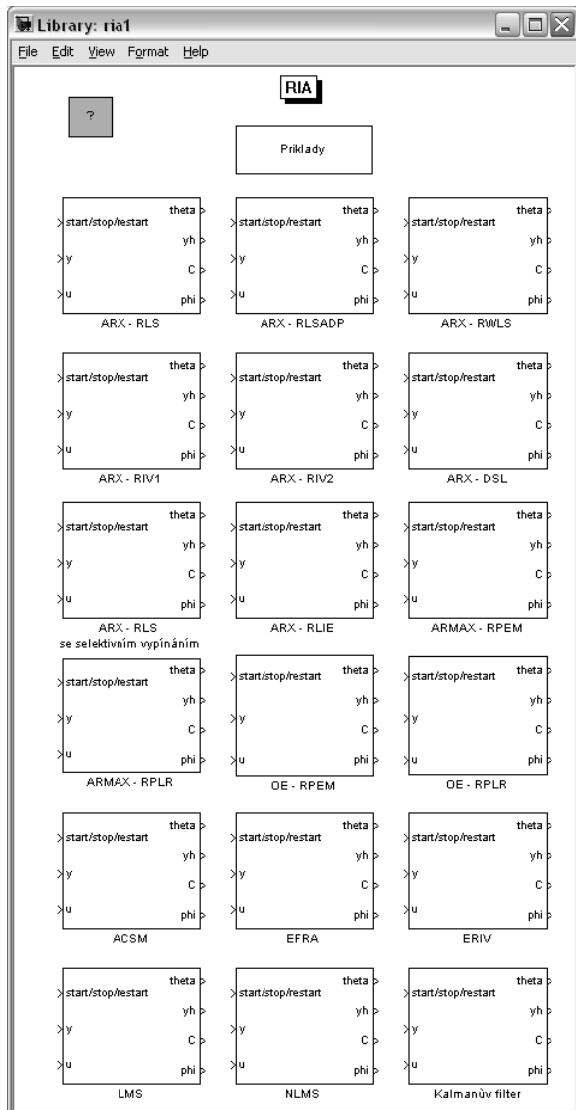 Library: ria1
File Edit View Format Help
RIA
?
Priklady
start/stop/restart
y
u
theta
yh
C
phi
ARX - RLS
start/stop/restart
y
u
theta
yh
C
phi
ARX - RLSADP
start/stop/restart
y
u
theta
yh
C
phi
ARX - RWLS
start/stop/restart
y
u
theta
yh
C
phi
ARX - RIV1
start/stop/restart
y
u
theta
yh
C
phi
ARX - RIV2
start/stop/restart
y
u
theta
yh
C
phi
ARX - DSL
start/stop/restart
y
u
theta
yh
C
phi
ARX - RLS
se selektivním vypínáním
start/stop/restart
y
u
theta
yh
C
phi
ARX - RLIE
start/stop/restart
y
u
theta
yh
C
phi
ARMAX - RPEM
start/stop/restart
y
u
theta
yh
C
phi
ARMAX - RPLR
start/stop/restart
y
u
theta
yh
C
phi
OE - RPEM
start/stop/restart
y
u
theta
yh
C
phi
OE - RPLR
start/stop/restart
y
u
theta
yh
C
phi
ACSM
start/stop/restart
y
u
theta
yh
C
phi
EFRA
start/stop/restart
y
u
theta
yh
C
phi
ERIV
start/stop/restart
y
u
theta
yh
C
phi
LMS
start/stop/restart
y
u
theta
yh
C
phi
NLMS
start/stop/restart
y
u
theta
yh
C
phi
Kalmanùv filter